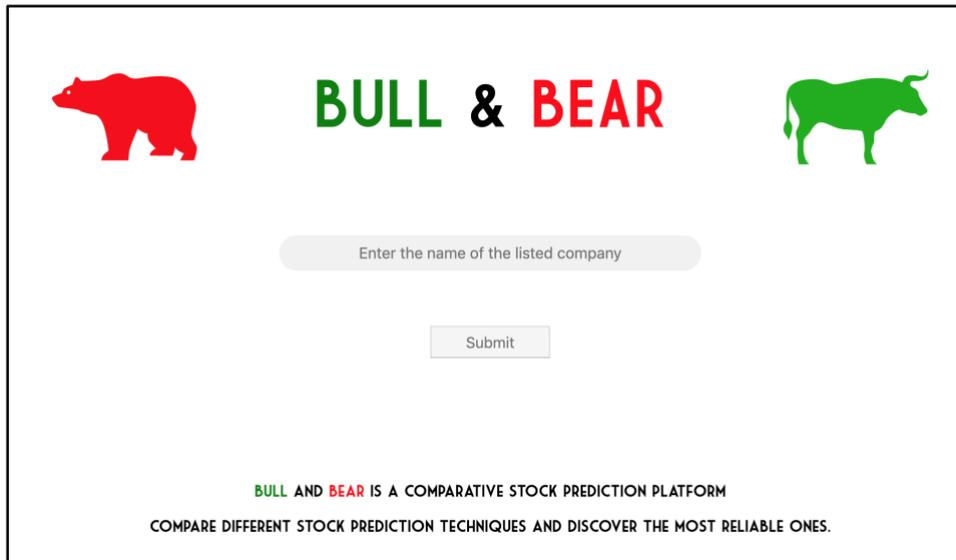 BULL & BEAR
Enter the name of the listed company
Submit
BULL AND BEAR IS A COMPARATIVE STOCK PREDICTION PLATFORM
COMPARE DIFFERENT STOCK PREDICTION TECHNIQUES AND DISCOVER THE MOST RELIABLE ONES.